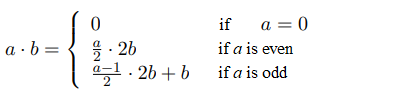 a · b = { 0 if a = 0
a/2 · 2b if a is even
(a−1)/2 · 2b + b if a is odd